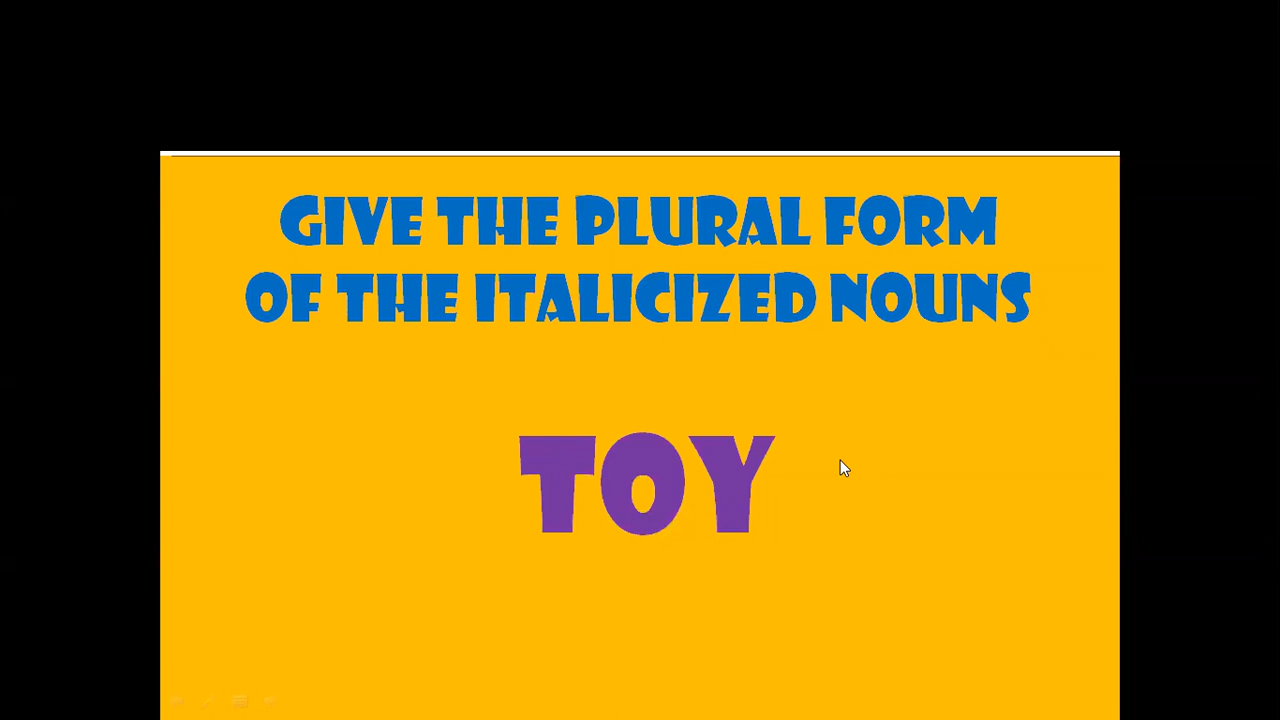 GIVE THE PLURAL FORM
OF THE ITALICIZED NOUNS
TOY